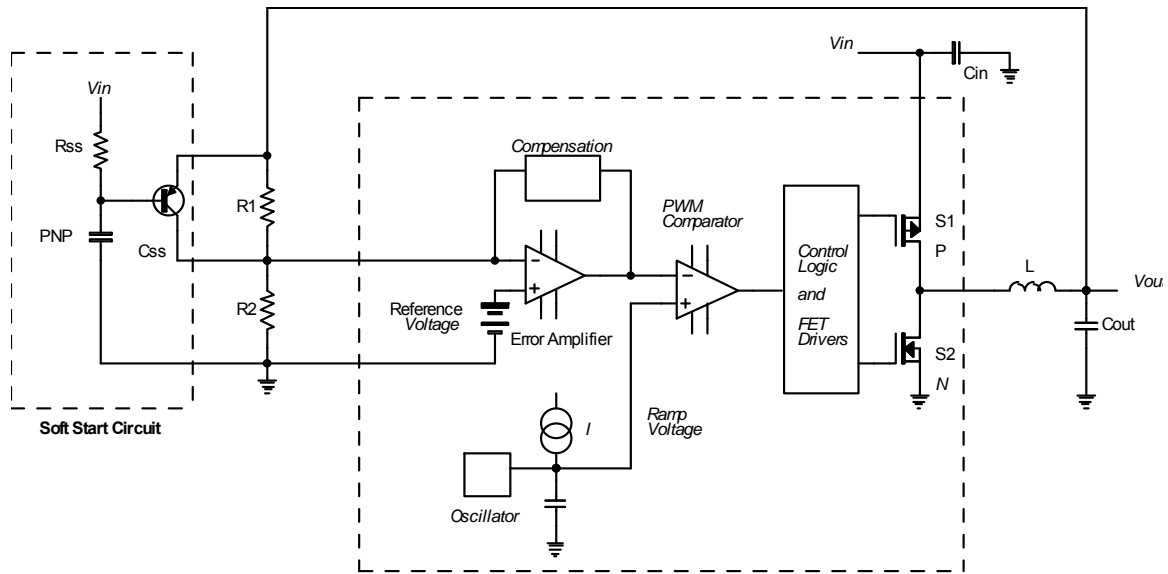 Vin
Rss
PNP
Css
Soft Start Circuit
R1
R2
Compensation
Reference
Voltage
Error Amplifier
PWM
Comparator
I
Ramp
Voltage
Oscillator
Control
Logic
and
FET
Drivers
Vin
Cin
S1
P
S2
N
L
Vout
Cout